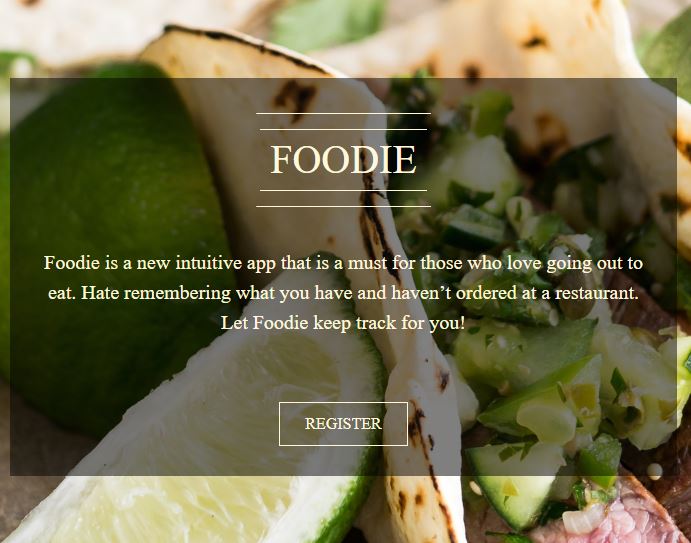 FOODIE
Foodie is a new intuitive app that is a must for those who love going out to
eat. Hate remembering what you have and haven’t ordered at a restaurant.
Let Foodie keep track for you!
REGISTER